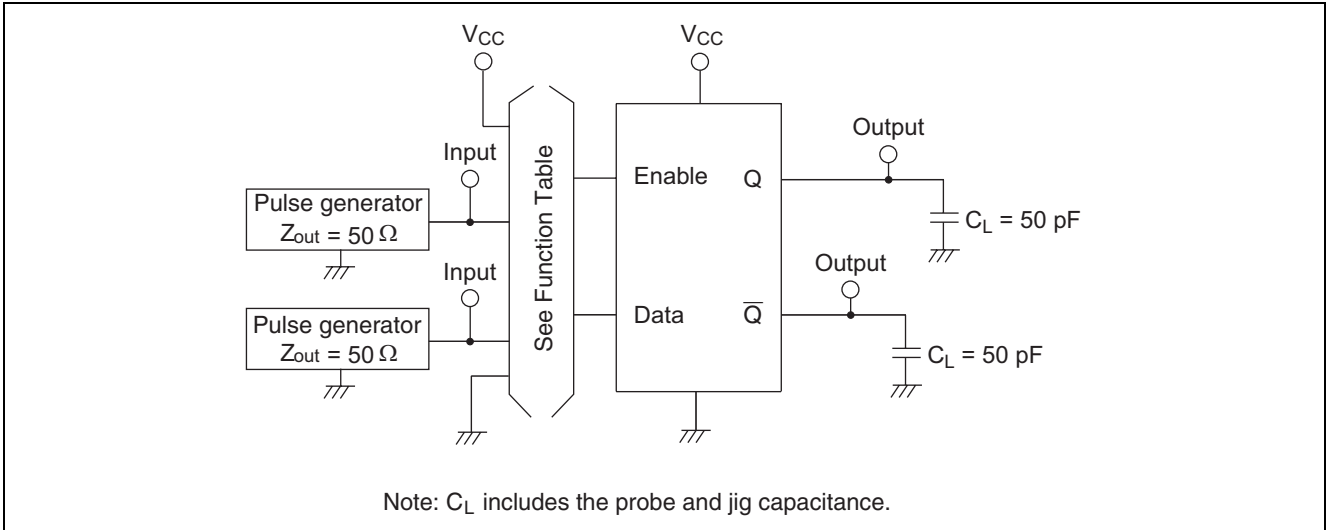 VCC
VCC
Input
Output
Pulse generator
Zout = 50 Ω
See Function Table
Enable
Q
CL = 50 pF
Input
Output
Pulse generator
Zout = 50 Ω
Data
Q̅
CL = 50 pF
Note: CL includes the probe and jig capacitance.